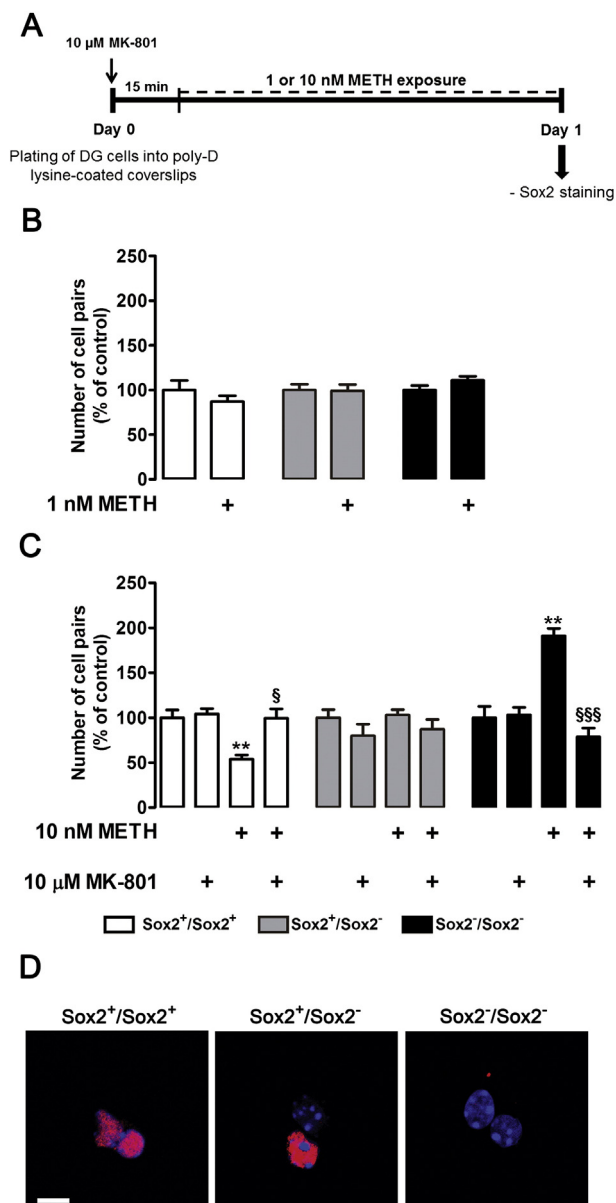 A
10 µM MK-801
15 min
1 or 10 nM METH exposure
Day 0
Day 1
Plating of DG cells into poly-D
lysine-coated coverslips
- Sox2 staining
B
Number of cell pairs
(% of control)
250
200
150
100
50
0
1 nM METH + + +
C
Number of cell pairs
(% of control)
250
200
150
100
50
0
** § ** §§§
10 nM METH + + + + + +
10 µM MK-801 + + + + + +
Sox2⁺/Sox2⁺ Sox2⁺/Sox2⁻ Sox2⁻/Sox2⁻
D
Sox2⁺/Sox2⁺ Sox2⁺/Sox2⁻ Sox2⁻/Sox2⁻